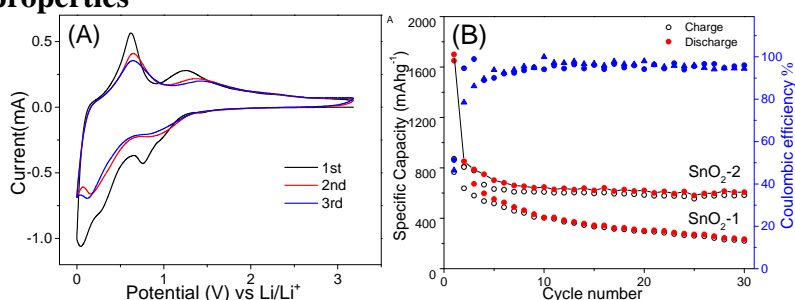 properties
(A)
A
0.5
0.0
-0.5
-1.0
Current(mA)
1st
2nd
3rd
0
1
2
3
Potential (V) vs Li/Li⁺
(B)
Charge
Discharge
2000
1600
1200
800
400
0
Specific Capacity (mAhg⁻¹)
SnO₂-2
SnO₂-1
100
80
60
40
20
0
Coulombic efficiency %
0
10
20
30
Cycle number